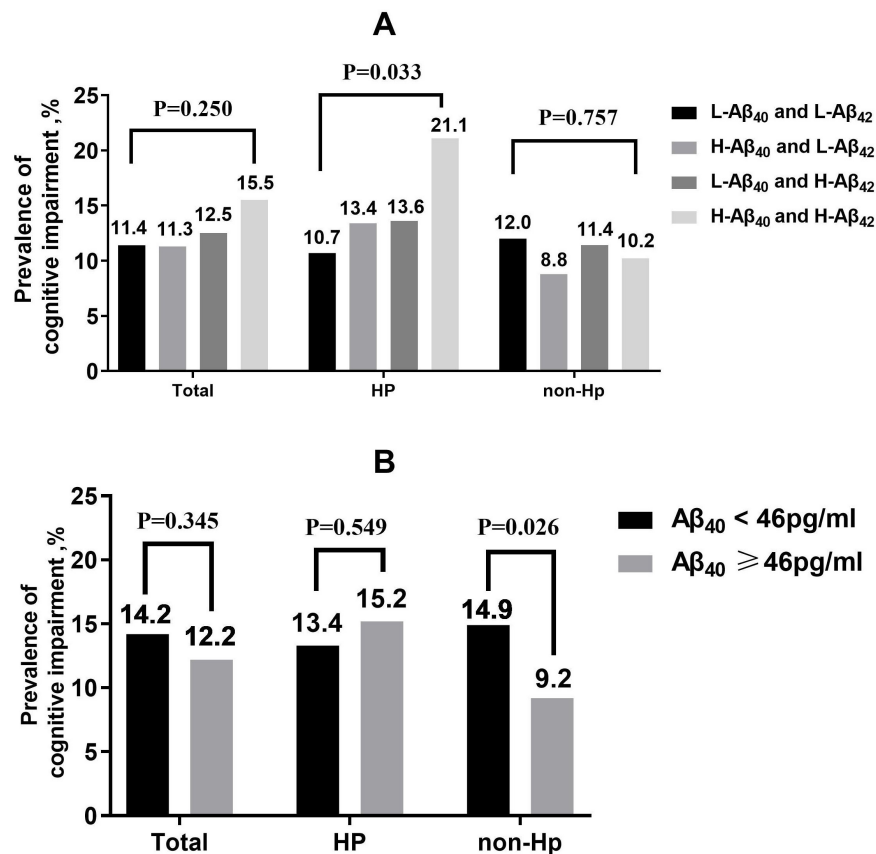 A
Prevalence of
cognitive impairment ,%
25
20
15
10
5
0
P=0.250
P=0.033
P=0.757
11.4
11.3
12.5
15.5
10.7
13.4
13.6
21.1
12.0
8.8
11.4
10.2
Total
HP
non-Hp
L-Aβ₄₀ and L-Aβ₄₂
H-Aβ₄₀ and L-Aβ₄₂
L-Aβ₄₀ and H-Aβ₄₂
H-Aβ₄₀ and H-Aβ₄₂
B
Prevalence of
cognitive impairment ,%
25
20
15
10
5
0
P=0.345
P=0.549
P=0.026
14.2
12.2
13.4
15.2
14.9
9.2
Total
HP
non-Hp
Aβ₄₀ < 46pg/ml
Aβ₄₀ ≥ 46pg/ml